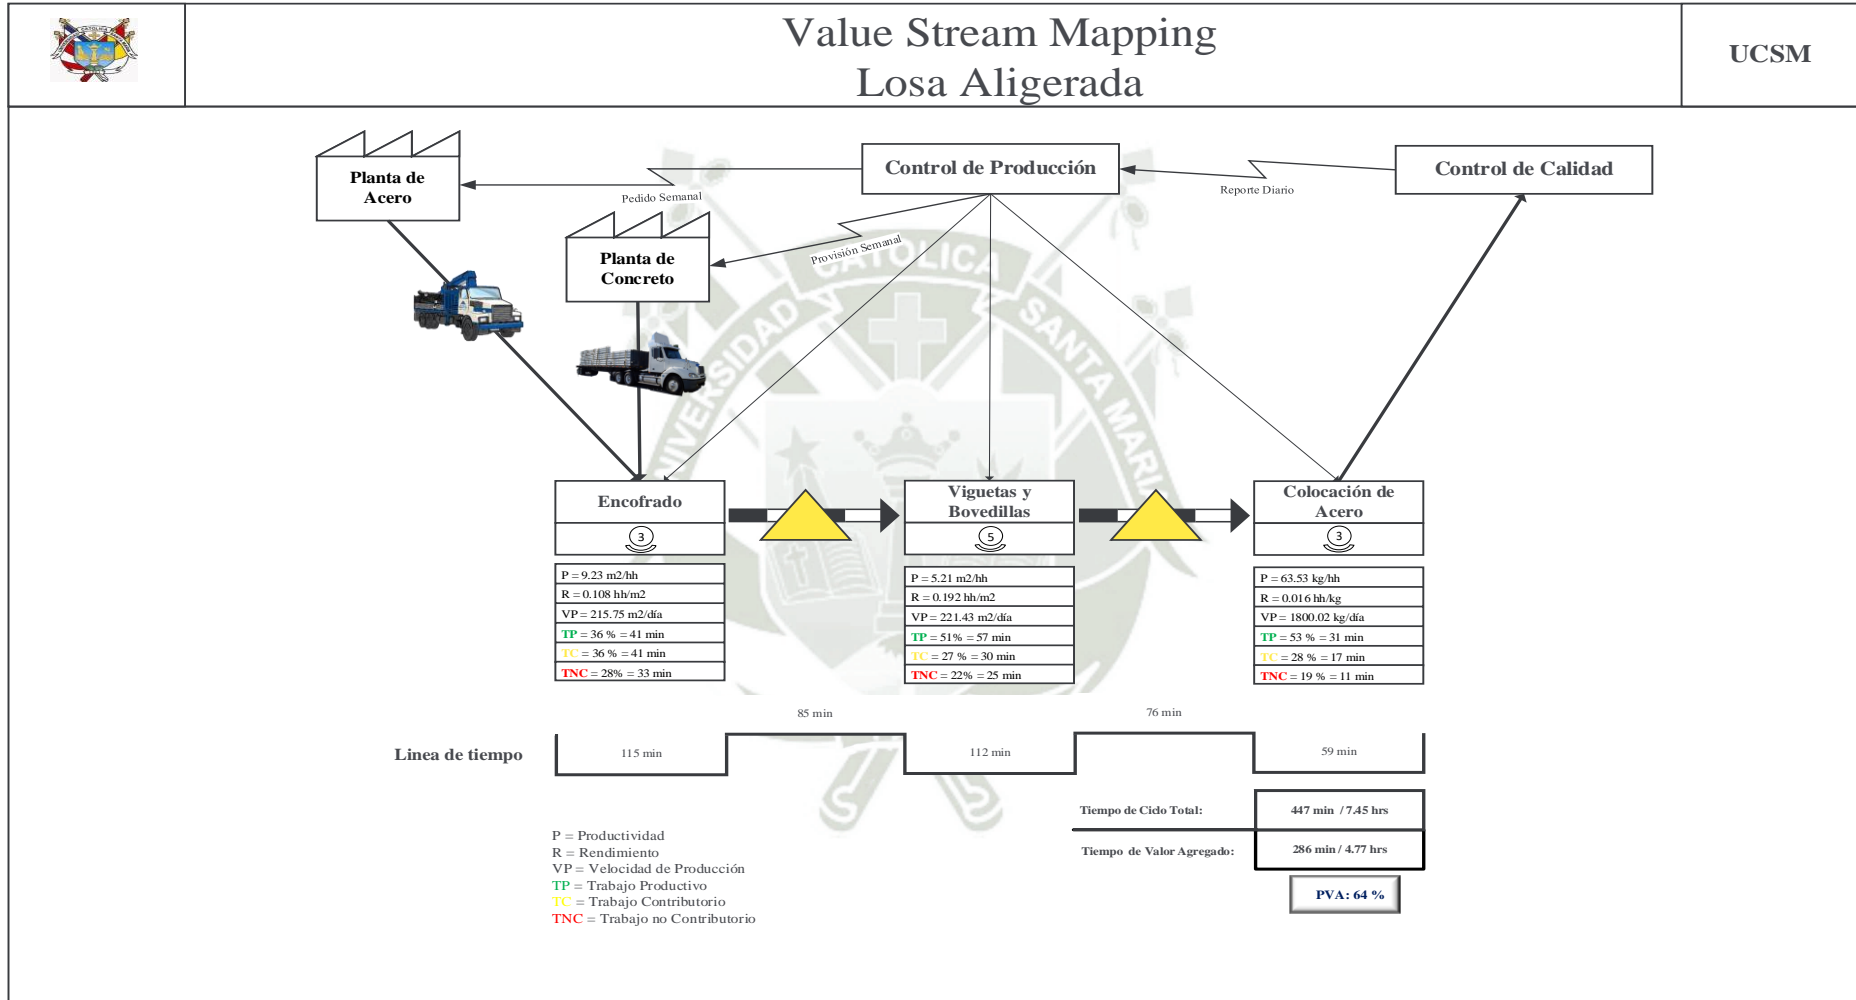 Value Stream Mapping
Losa Aligerada
UCSM
Planta de
Acero
Control de Producción
Control de Calidad
Pedido Semanal
Reporte Diario
Planta de
Concreto
Provisión Semanal
UNIVERSIDAD CATOLICA SANTA MARIA
Encofrado
3
P = 9.23 m2/hh
R = 0.108 hh/m2
VP = 215.75 m2/día
TP = 36 % = 41 min
TC = 36 % = 41 min
TNC = 28% = 33 min
Viguetas y
Bovedillas
5
P = 5.21 m2/hh
R = 0.192 hh/m2
VP = 221.43 m2/día
TP = 51% = 57 min
TC = 27 % = 30 min
TNC = 22% = 25 min
Colocación de
Acero
3
P = 63.53 kg/hh
R = 0.016 hh/kg
VP = 1800.02 kg/día
TP = 53 % = 31 min
TC = 28 % = 17 min
TNC = 19 % = 11 min
85 min
76 min
Linea de tiempo
115 min
112 min
59 min
Tiempo de Ciclo Total:
447 min / 7.45 hrs
Tiempo de Valor Agregado:
286 min / 4.77 hrs
PVA: 64 %
P = Productividad
R = Rendimiento
VP = Velocidad de Producción
TP = Trabajo Productivo
TC = Trabajo Contributorio
TNC = Trabajo no Contributorio